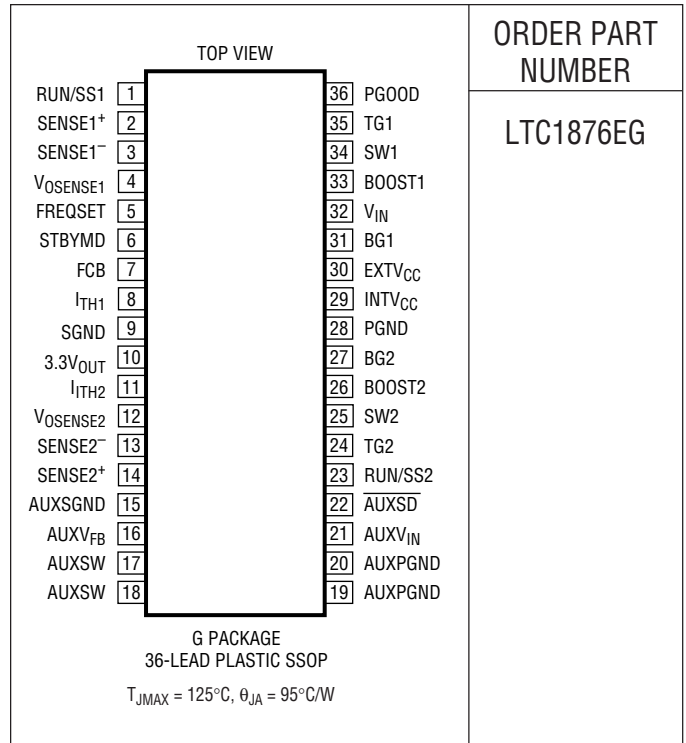 TOP VIEW
RUN/SS1 1
SENSE1⁺ 2
SENSE1⁻ 3
VOSENSE1 4
FREQSET 5
STBYMD 6
FCB 7
ITH1 8
SGND 9
3.3VOUT 10
IITH2 11
VOSENSE2 12
SENSE2⁻ 13
SENSE2⁺ 14
AUXSGND 15
AUXVFB 16
AUXSW 17
AUXSW 18
36 PGOOD
35 TG1
34 SW1
33 BOOST1
32 VIN
31 BG1
30 EXTVCC
29 INTVCC
28 PGND
27 BG2
26 BOOST2
25 SW2
24 TG2
23 RUN/SS2
22 AUXSD
21 AUXVIN
20 AUXPGND
19 AUXPGND
G PACKAGE
36-LEAD PLASTIC SSOP
TJMAX = 125°C, θJA = 95°C/W
ORDER PART
NUMBER
LTC1876EG